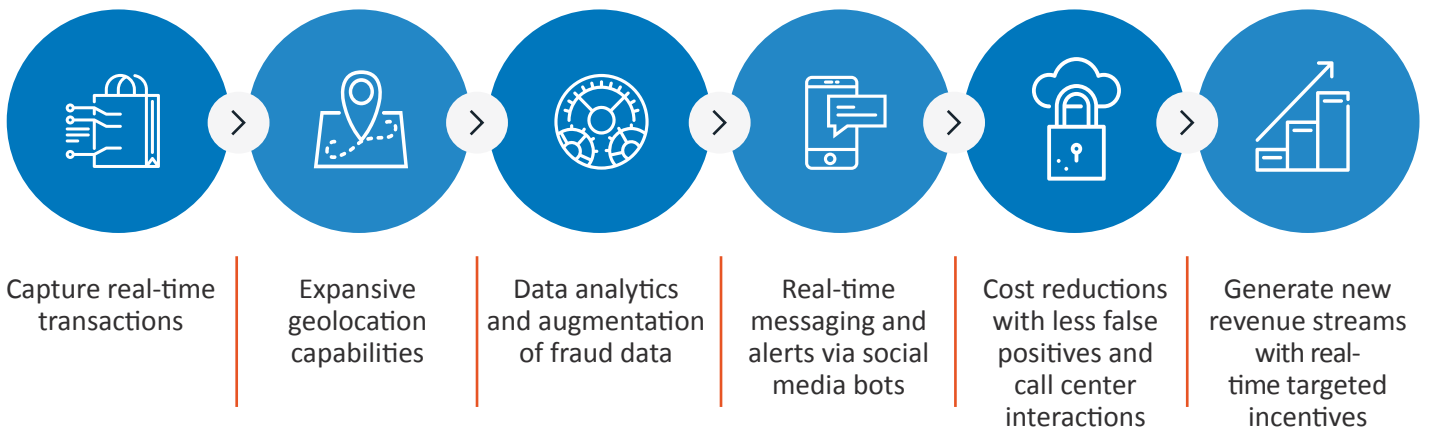 Capture real-time
transactions
Expansive
geolocation
capabilities
Data analytics
and augmentation
of fraud data
Real-time
messaging and
alerts via social
media bots
Cost reductions
with less false
positives and
call center
interactions
Generate new
revenue streams
with real-
time targeted
incentives